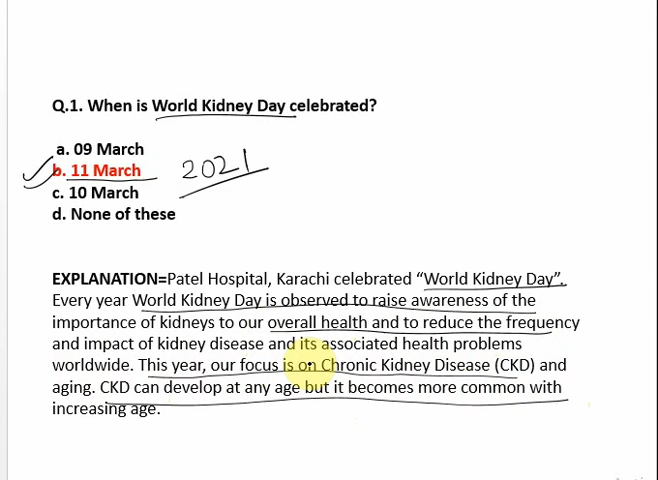 Q.1. When is World Kidney Day celebrated?
a. 09 March
b. 11 March
2021
c. 10 March
d. None of these
EXPLANATION=Patel Hospital, Karachi celebrated “World Kidney Day”.
Every year World Kidney Day is observed to raise awareness of the
importance of kidneys to our overall health and to reduce the frequency
and impact of kidney disease and its associated health problems
worldwide. This year, our focus is on Chronic Kidney Disease (CKD) and
aging. CKD can develop at any age but it becomes more common with
increasing age.